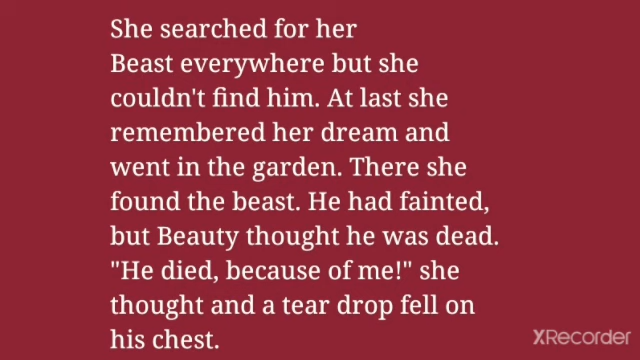 She searched for her
Beast everywhere but she
couldn't find him. At last she
remembered her dream and
went in the garden. There she
found the beast. He had fainted,
but Beauty thought he was dead.
"He died, because of me!" she
thought and a tear drop fell on
his chest.
XRecorder